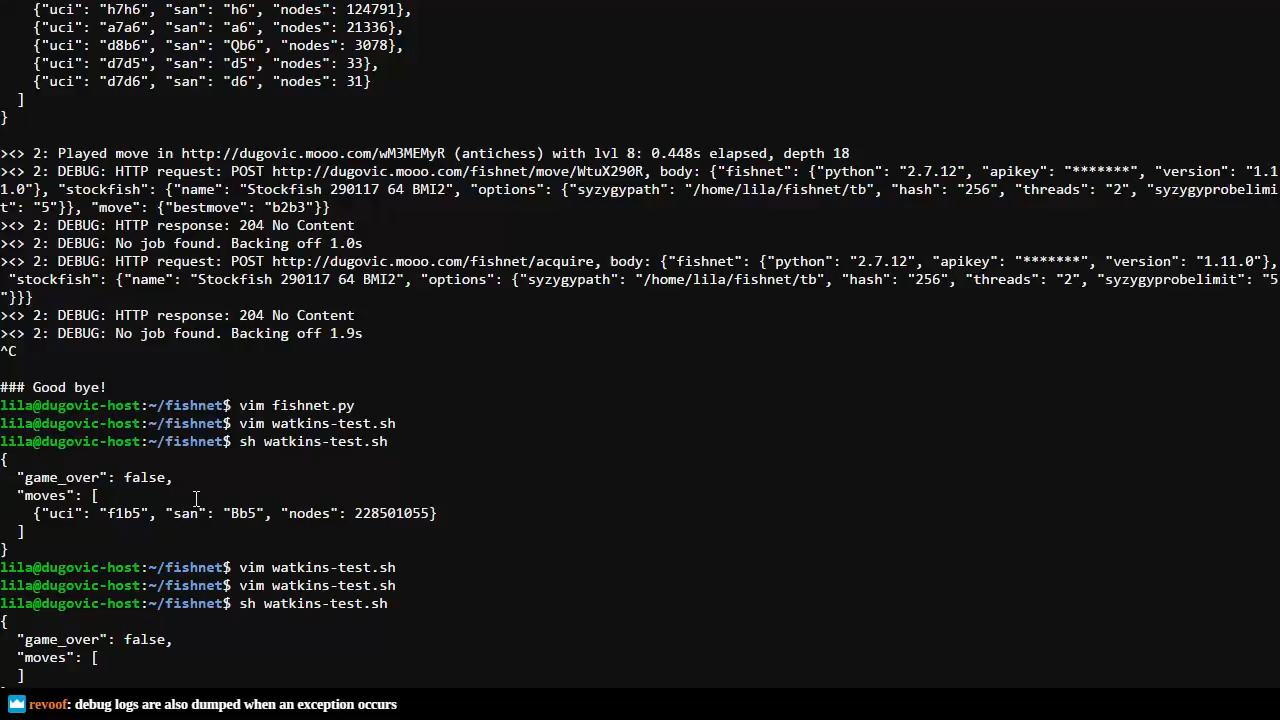 {"uci": "h7h6", "san": "h6", "nodes": 124791},
    {"uci": "a7a6", "san": "a6", "nodes": 21336},
    {"uci": "d8b6", "san": "Qb6", "nodes": 3078},
    {"uci": "d7d5", "san": "d5", "nodes": 33},
    {"uci": "d7d6", "san": "d6", "nodes": 31}
  ]
}
><> 2: Played move in http://dugovic.mooo.com/wM3MEMyR (antichess) with lvl 8: 0.448s elapsed, depth 18
><> 2: DEBUG: HTTP request: POST http://dugovic.mooo.com/fishnet/move/WtuX290R, body: {"fishnet": {"python": "2.7.12", "apikey": "*******", "version": "1.1
1.0"}, "stockfish": {"name": "Stockfish 290117 64 BMI2", "options": {"syzygypath": "/home/lila/fishnet/tb", "hash": "256", "threads": "2", "syzygyprobelimi
t": "5"}}, "move": {"bestmove": "b2b3"}}
><> 2: DEBUG: HTTP response: 204 No Content
><> 2: DEBUG: No job found. Backing off 1.0s
><> 2: DEBUG: HTTP request: POST http://dugovic.mooo.com/fishnet/acquire, body: {"fishnet": {"python": "2.7.12", "apikey": "*******", "version": "1.11.0"},
 "stockfish": {"name": "Stockfish 290117 64 BMI2", "options": {"syzygypath": "/home/lila/fishnet/tb", "hash": "256", "threads": "2", "syzygyprobelimit": "5
"}}}
><> 2: DEBUG: HTTP response: 204 No Content
><> 2: DEBUG: No job found. Backing off 1.9s
^C
### Good bye!
lila@dugovic-host:~/fishnet$ vim fishnet.py
lila@dugovic-host:~/fishnet$ vim watkins-test.sh
lila@dugovic-host:~/fishnet$ sh watkins-test.sh
{
  "game_over": false,
  "moves": [
    {"uci": "f1b5", "san": "Bb5", "nodes": 228501055}
  ]
}
lila@dugovic-host:~/fishnet$ vim watkins-test.sh
lila@dugovic-host:~/fishnet$ vim watkins-test.sh
lila@dugovic-host:~/fishnet$ sh watkins-test.sh
{
  "game_over": false,
  "moves": [
  ]
revoof: debug logs are also dumped when an exception occurs